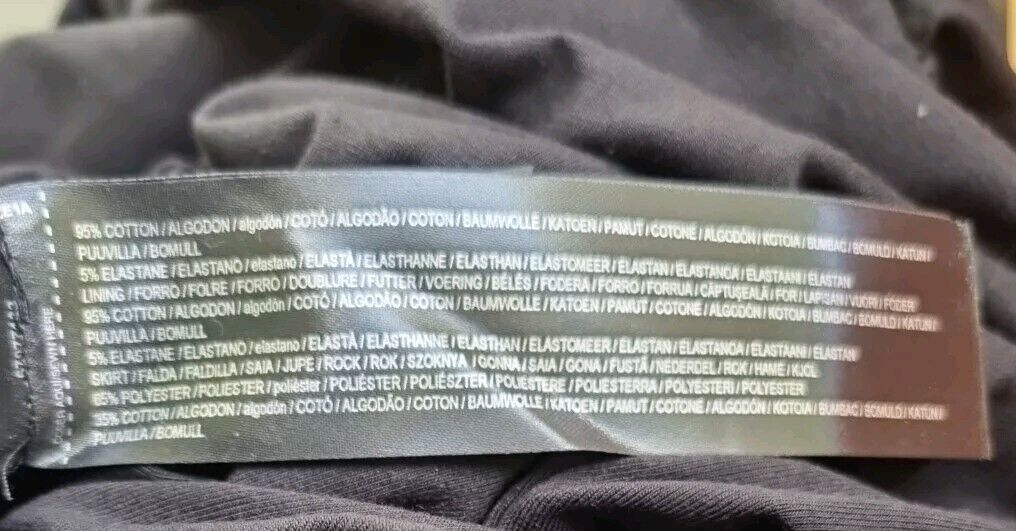 95% COTTON / ALGODON / algodón / COTÓ / ALGODÃO / COTON / BAUMWOLLE / KATOEN / PAMUT / COTONE / ALGODÓN / KOTOIA / BUMBAC / BOMULD / KATUN /
PUUVILLA / BOMULL
5% ELASTANE / ELASTANO / elastano / ELASTÀ / ELASTHANNE / ELASTHAN / ELASTOMEER / ELASTAN / ELASTANOA / ELASTAANI / ELASTAN
LINING / FORRO / FOLRE / FORRO / DOUBLURE / FUTTER / VOERING / BÉLÉS / FODERA / FORRO / FORRUA / CĂPTUŞEALĂ / FÓR / LAPISAN / VUORI / FODER
95% COTTON / ALGODON / algodón / COTÓ / ALGODÃO / COTON / BAUMWOLLE / KATOEN / PAMUT / COTONE / ALGODÓN / KOTOIA / BUMBAC / BOMULD / KATUN /
PUUVILLA / BOMULL
5% ELASTANE / ELASTANO / elastano / ELASTÀ / ELASTHANNE / ELASTHAN / ELASTOMEER / ELASTAN / ELASTANOA / ELASTAANI / ELASTAN
SKIRT / FALDA / FALDILLA / SAIA / JUPE / ROCK / ROK / SZOKNYA / GONNA / SAIA / GONA / FUSTĂ / NEDERDEL / ROK / HAME / KJOL
65% POLYESTER / POLIESTER / poliéster / POLIÉSTER / POLIÉSZTER / POLIESTERE / POLIESTERRA / POLYESTERI / POLYESTER
35% COTTON / ALGODON / algodón / COTÓ / ALGODÃO / COTON / BAUMWOLLE / KATOEN / PAMUT / COTONE / ALGODÓN / KOTOIA / BUMBAC / BOMULD / KATUN /
PUUVILLA / BOMULL